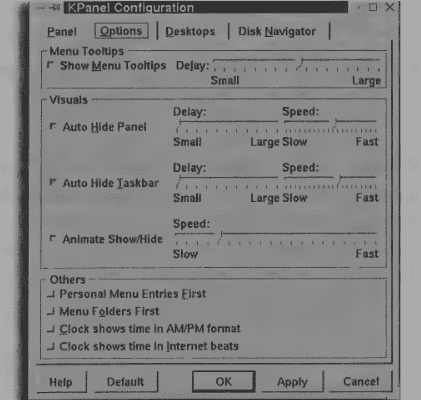 KPanel Configuration
Panel Options Desktops Disk Navigator
Menu Tooltips
Show Menu Tooltips Delay:
Small Large
Visuals
Delay: Speed:
Auto Hide Panel
Small Large Slow Fast
Delay: Speed:
Auto Hide Taskbar
Small Large Slow Fast
Speed:
Animate Show/Hide
Slow Fast
Others
Personal Menu Entries First
Menu Folders First
Clock shows time in AM/PM format
Clock shows time in Internet beats
Help Default OK Apply Cancel